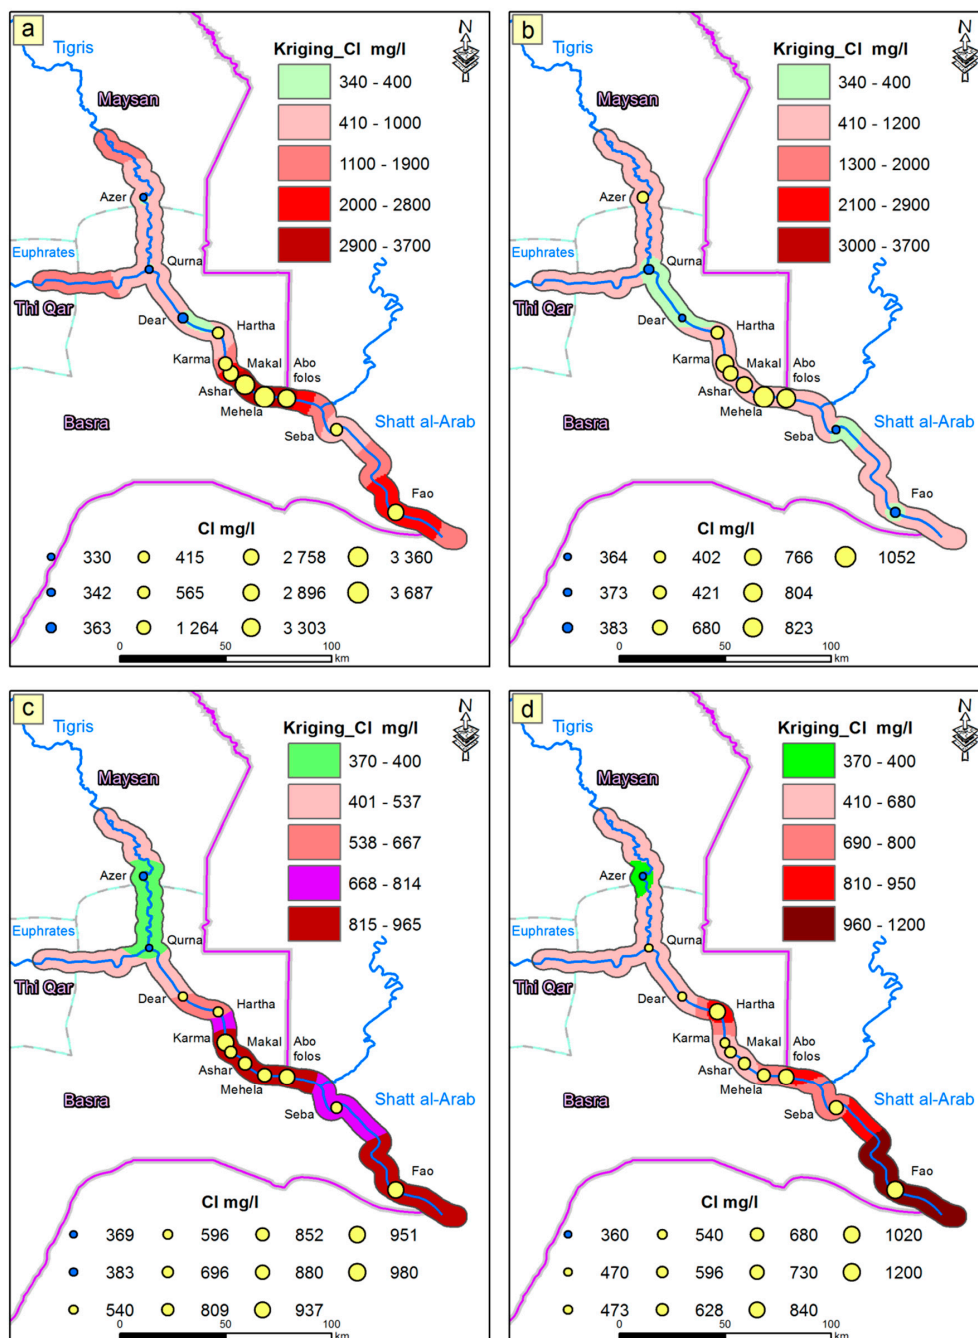 a
Tigris
Maysan
N
Kriging_Cl mg/l
340 - 400
410 - 1000
1100 - 1900
2000 - 2800
2900 - 3700
Azer
Euphrates
Qurna
Thi Qar
Dear
Hartha
Karma
Makal
Abo
folos
Ashar
Mehela
Basra
Seba
Shatt al-Arab
Fao
Cl mg/l
330
415
2 758
3 360
342
565
2 896
3 687
363
1 264
3 303
0
50
100
km
b
Tigris
Maysan
N
Kriging_Cl mg/l
340 - 400
410 - 1200
1300 - 2000
2100 - 2900
3000 - 3700
Azer
Euphrates
Qurna
Thi Qar
Dear
Hartha
Karma
Makal
Abo
folos
Ashar
Mehela
Basra
Seba
Shatt al-Arab
Fao
Cl mg/l
364
402
766
1052
373
421
804
383
680
823
0
50
100
km
c
Tigris
Maysan
N
Kriging_Cl mg/l
370 - 400
401 - 537
538 - 667
668 - 814
815 - 965
Azer
Euphrates
Qurna
Thi Qar
Dear
Hartha
Karma
Makal
Abo
folos
Ashar
Mehela
Basra
Seba
Shatt al-Arab
Fao
Cl mg/l
369
596
852
951
383
696
880
980
540
809
937
0
50
100
km
d
Tigris
Maysan
N
Kriging_Cl mg/l
370 - 400
410 - 680
690 - 800
810 - 950
960 - 1200
Azer
Euphrates
Qurna
Thi Qar
Dear
Hartha
Karma
Makal
Abo
folos
Ashar
Mehela
Basra
Seba
Shatt al-Arab
Fao
Cl mg/l
360
540
680
1020
470
596
730
1200
473
628
840
0
50
100
km